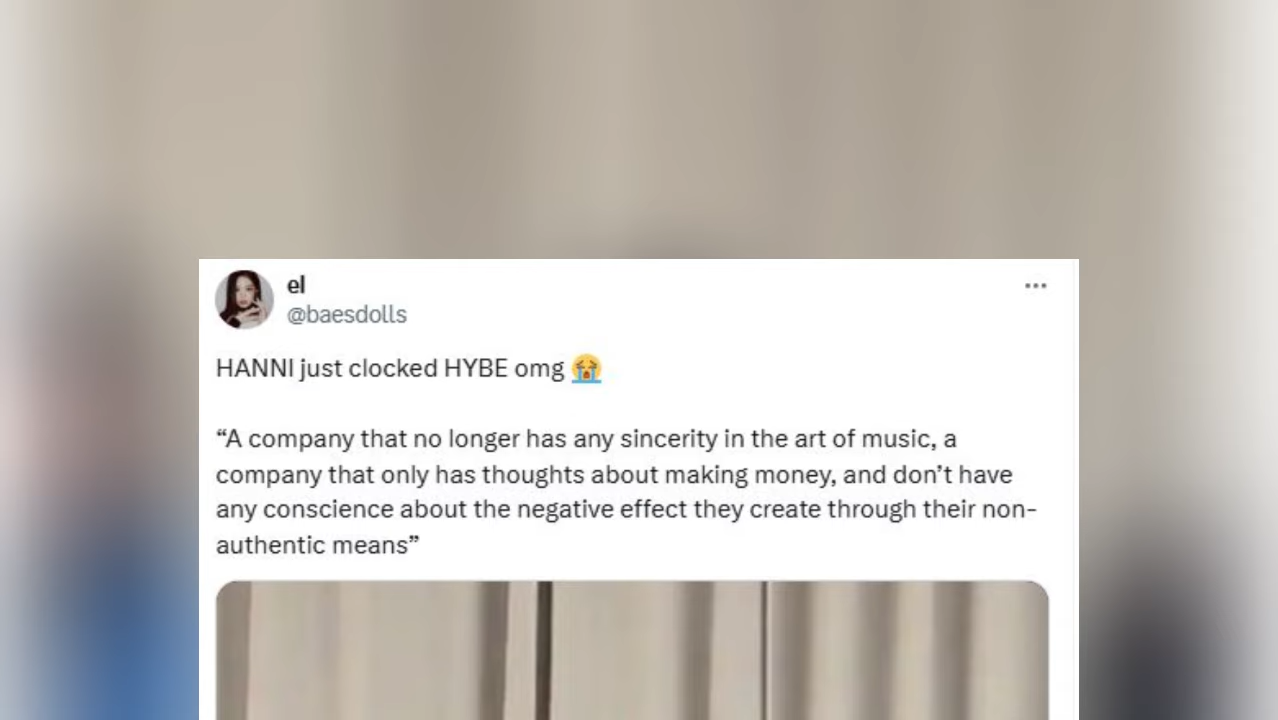 el
@baesdolls
HANNI just clocked HYBE omg 😭
“A company that no longer has any sincerity in the art of music, a
company that only has thoughts about making money, and don’t have
any conscience about the negative effect they create through their non-
authentic means”